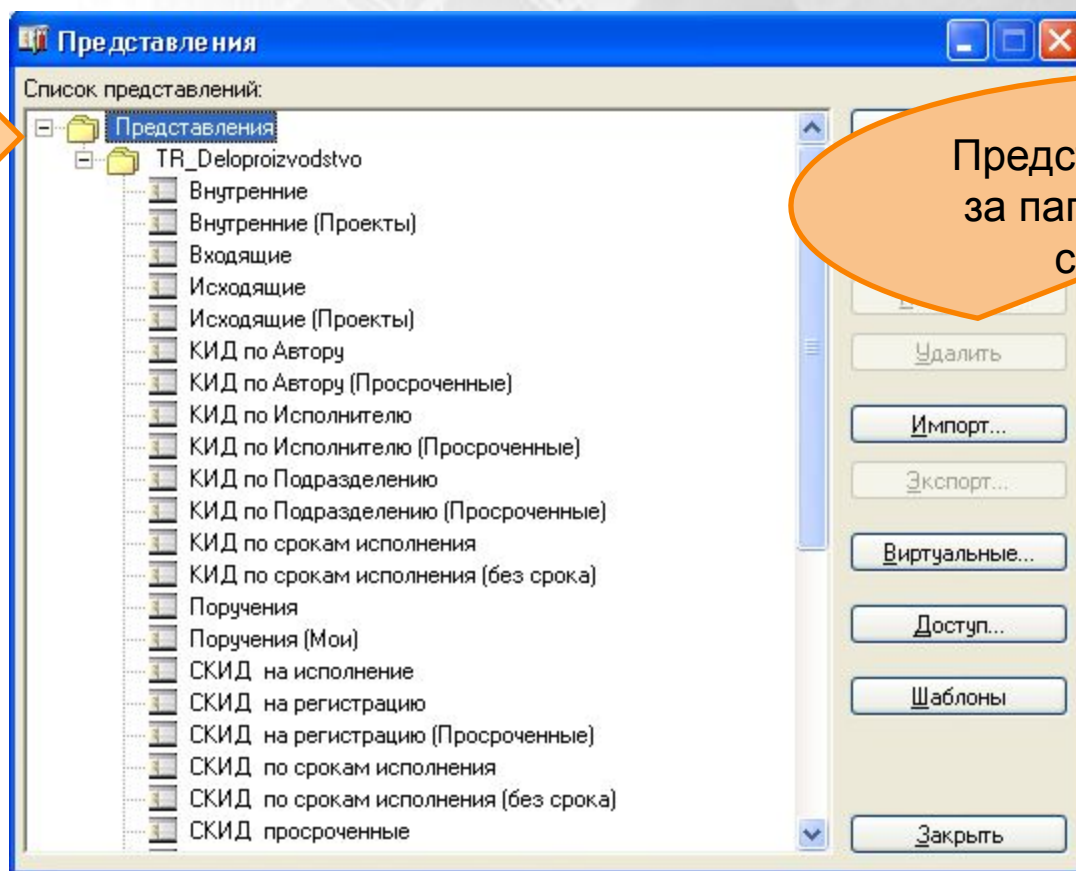 Представления
Список представлений:
Представления
TR_Deloproizvodstvo
Внутренние
Внутренние (Проекты)
Входящие
Исходящие
Исходящие (Проекты)
КИД по Автору
КИД по Автору (Просроченные)
КИД по Исполнителю
КИД по Исполнителю (Просроченные)
КИД по Подразделению
КИД по Подразделению (Просроченные)
КИД по срокам исполнения
КИД по срокам исполнения (без срока)
Поручения
Поручения (Мои)
СКИД на исполнение
СКИД на регистрацию
СКИД на регистрацию (Просроченные)
СКИД по срокам исполнения
СКИД по срокам исполнения (без срока)
СКИД просроченные
за
Удалить
Импорт...
Экспорт...
Виртуальные...
Доступ...
Шаблоны
Закрыть